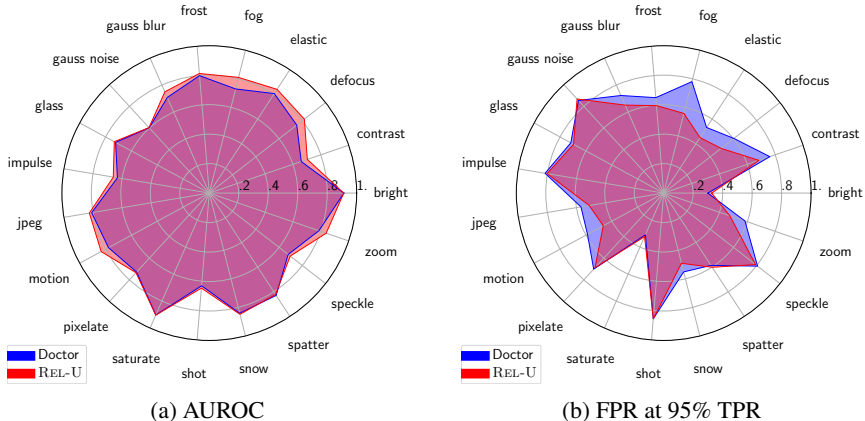 frost
fog
gauss blur
elastic
gauss noise
defocus
glass
contrast
impulse
.2 .4 .6 .8 1.
bright
jpeg
zoom
motion
speckle
pixelate
spatter
saturate
snow
shot
Doctor
REL-U
(a) AUROC
frost
fog
gauss blur
elastic
gauss noise
defocus
glass
contrast
impulse
.2 .4 .6 .8 1.
bright
jpeg
zoom
motion
speckle
pixelate
spatter
saturate
snow
shot
Doctor
REL-U
(b) FPR at 95% TPR